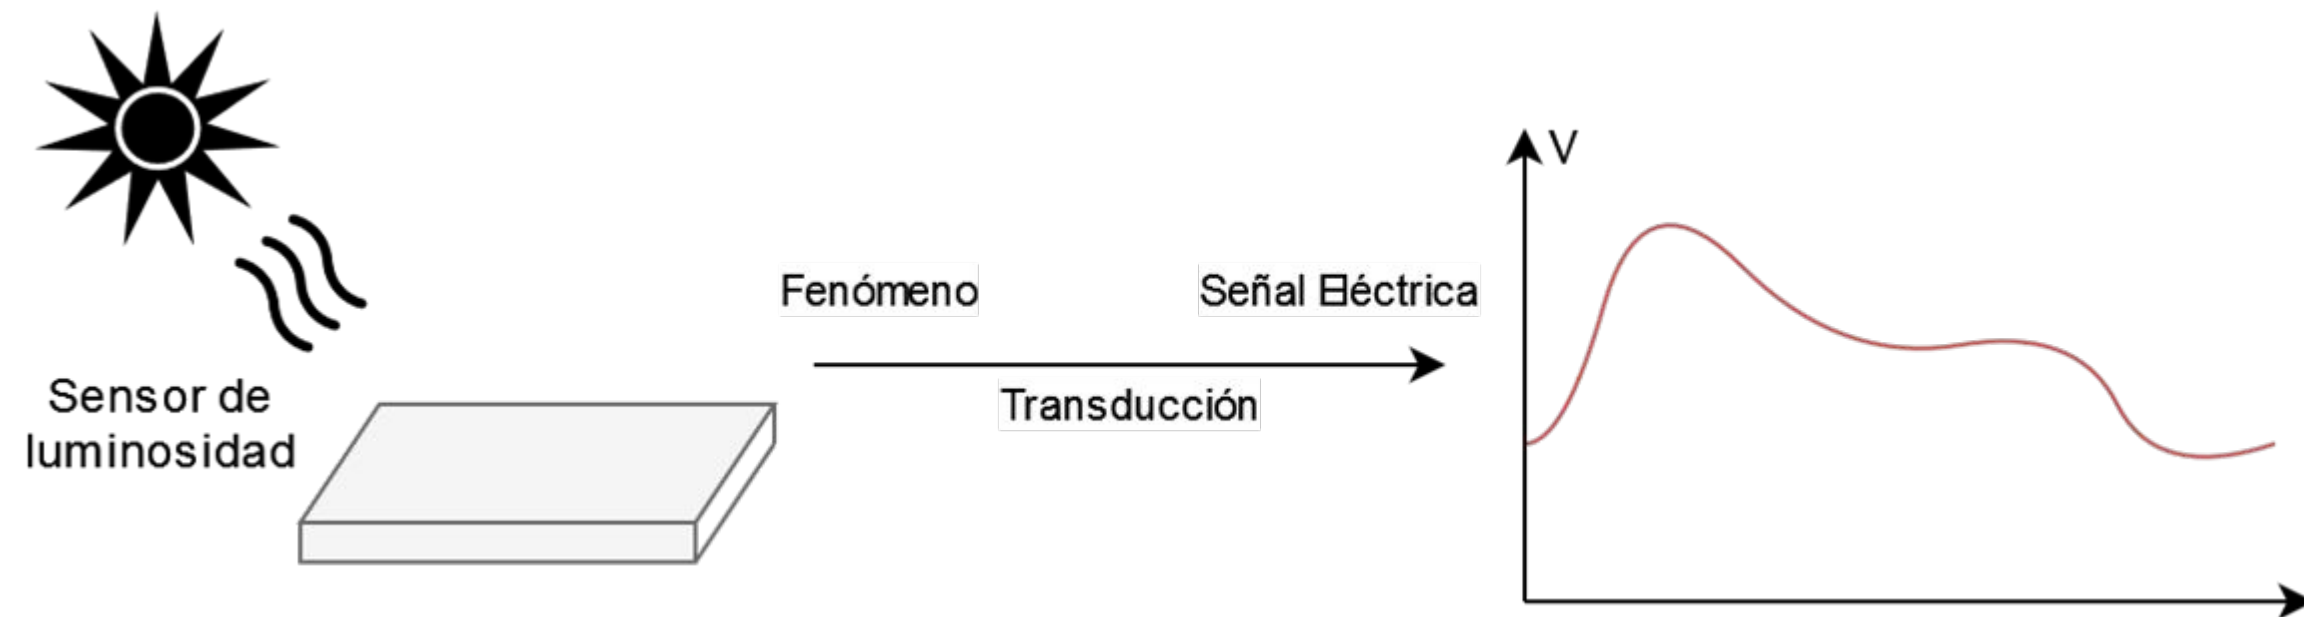 Sensor de
luminosidad
Fenómeno
Señal Eléctrica
Transducción
V